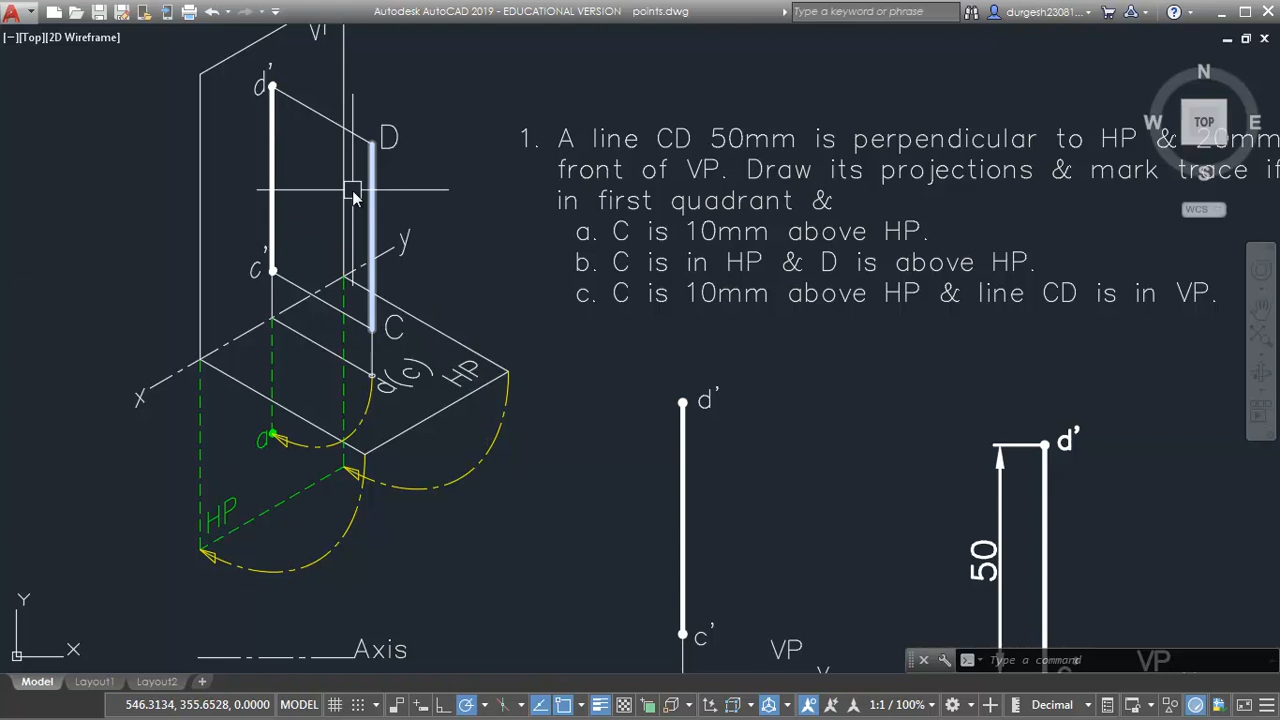 Autodesk AutoCAD 2019 - EDUCATIONAL VERSION points.dwg
Type a keyword or phrase
durgesh23081...
[−][Top][2D Wireframe]
d'
D
c'
y
C
d(c)
HP
x
a
HP
Y
X
Axis
N
W
TOP
E
S
WCS
1. A line CD 50mm is perpendicular to HP & 20mm
front of VP. Draw its projections & mark trace if
in first quadrant &
a. C is 10mm above HP.
b. C is in HP & D is above HP.
c. C is 10mm above HP & line CD is in VP.
d'
c'
VP
d'
50
VP
Type a command
Model
Layout1
Layout2
+
546.3134, 355.6528, 0.0000
MODEL
1:1 / 100%
Decimal